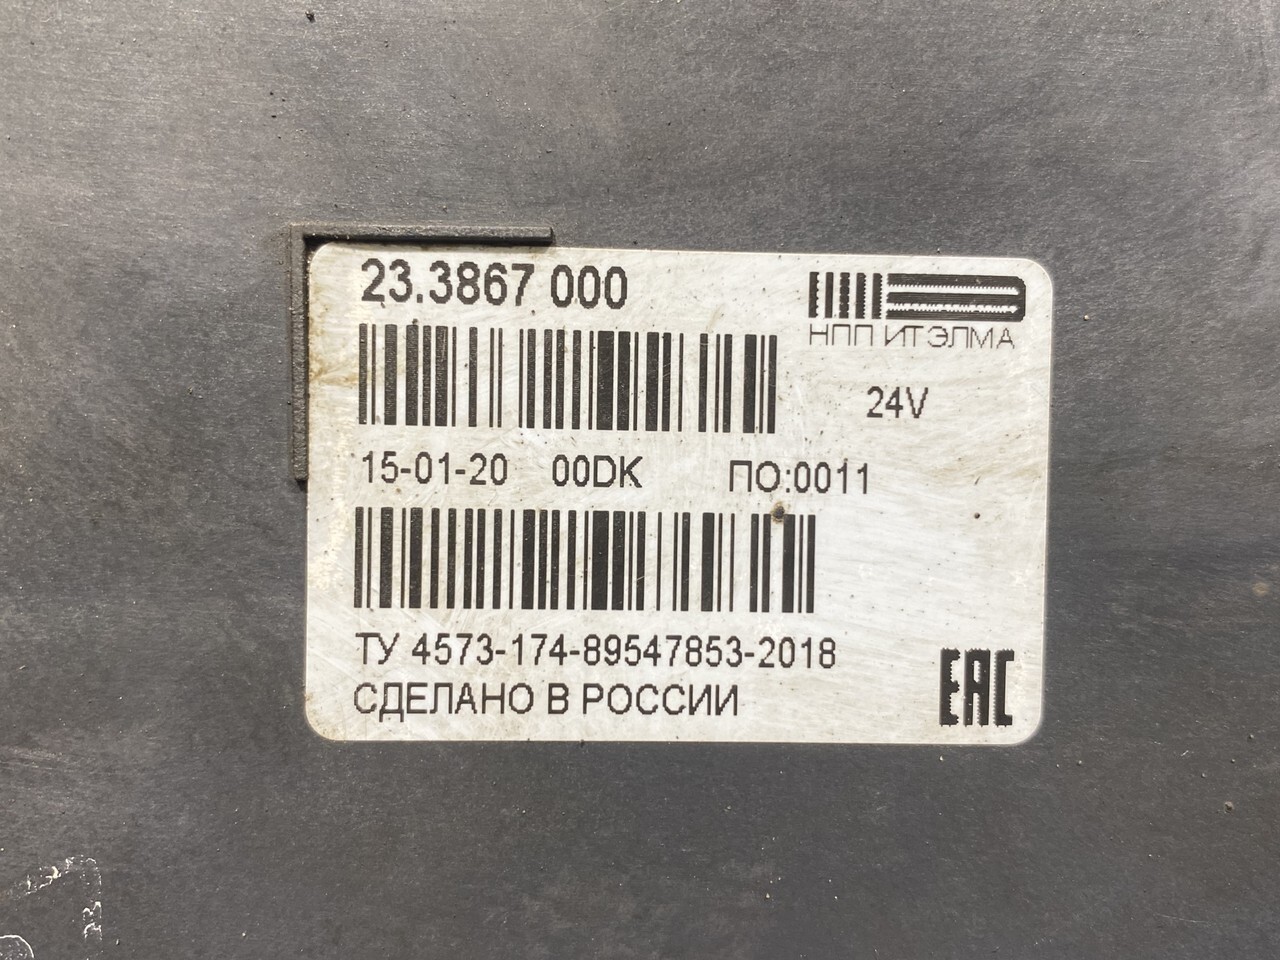 23.3867 000
НПП ИТЭЛМА
24V
15-01-20 00DK ПО:0011
ТУ 4573-174-89547853-2018
СДЕЛАНО В РОССИИ
EAC